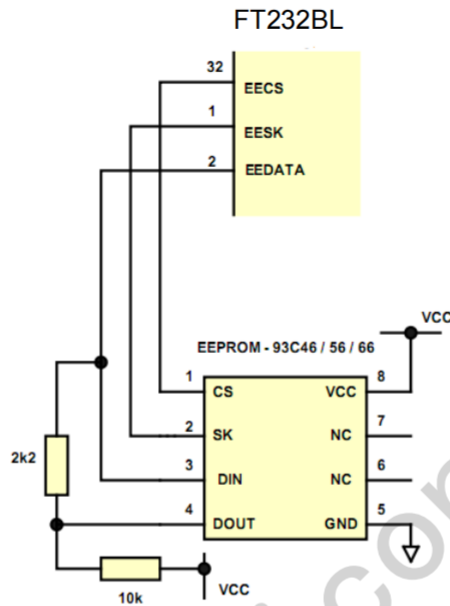 FT232BL
32
EECS
1
EESK
2
EEDATA
VCC
EEPROM - 93C46 / 56 / 66
1
CS
VCC
8
2
SK
NC
7
2k2
3
DIN
NC
6
4
DOUT
GND
5
10k
VCC